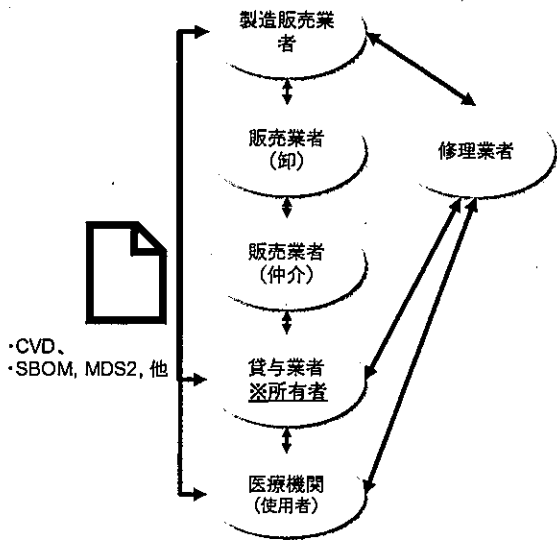 製造販売業
者
販売業者
(卸)
修理業者
販売業者
(仲介)
・CVD、
・SBOM, MDS2, 他
貸与業者
※所有者
医療機関
(使用者)